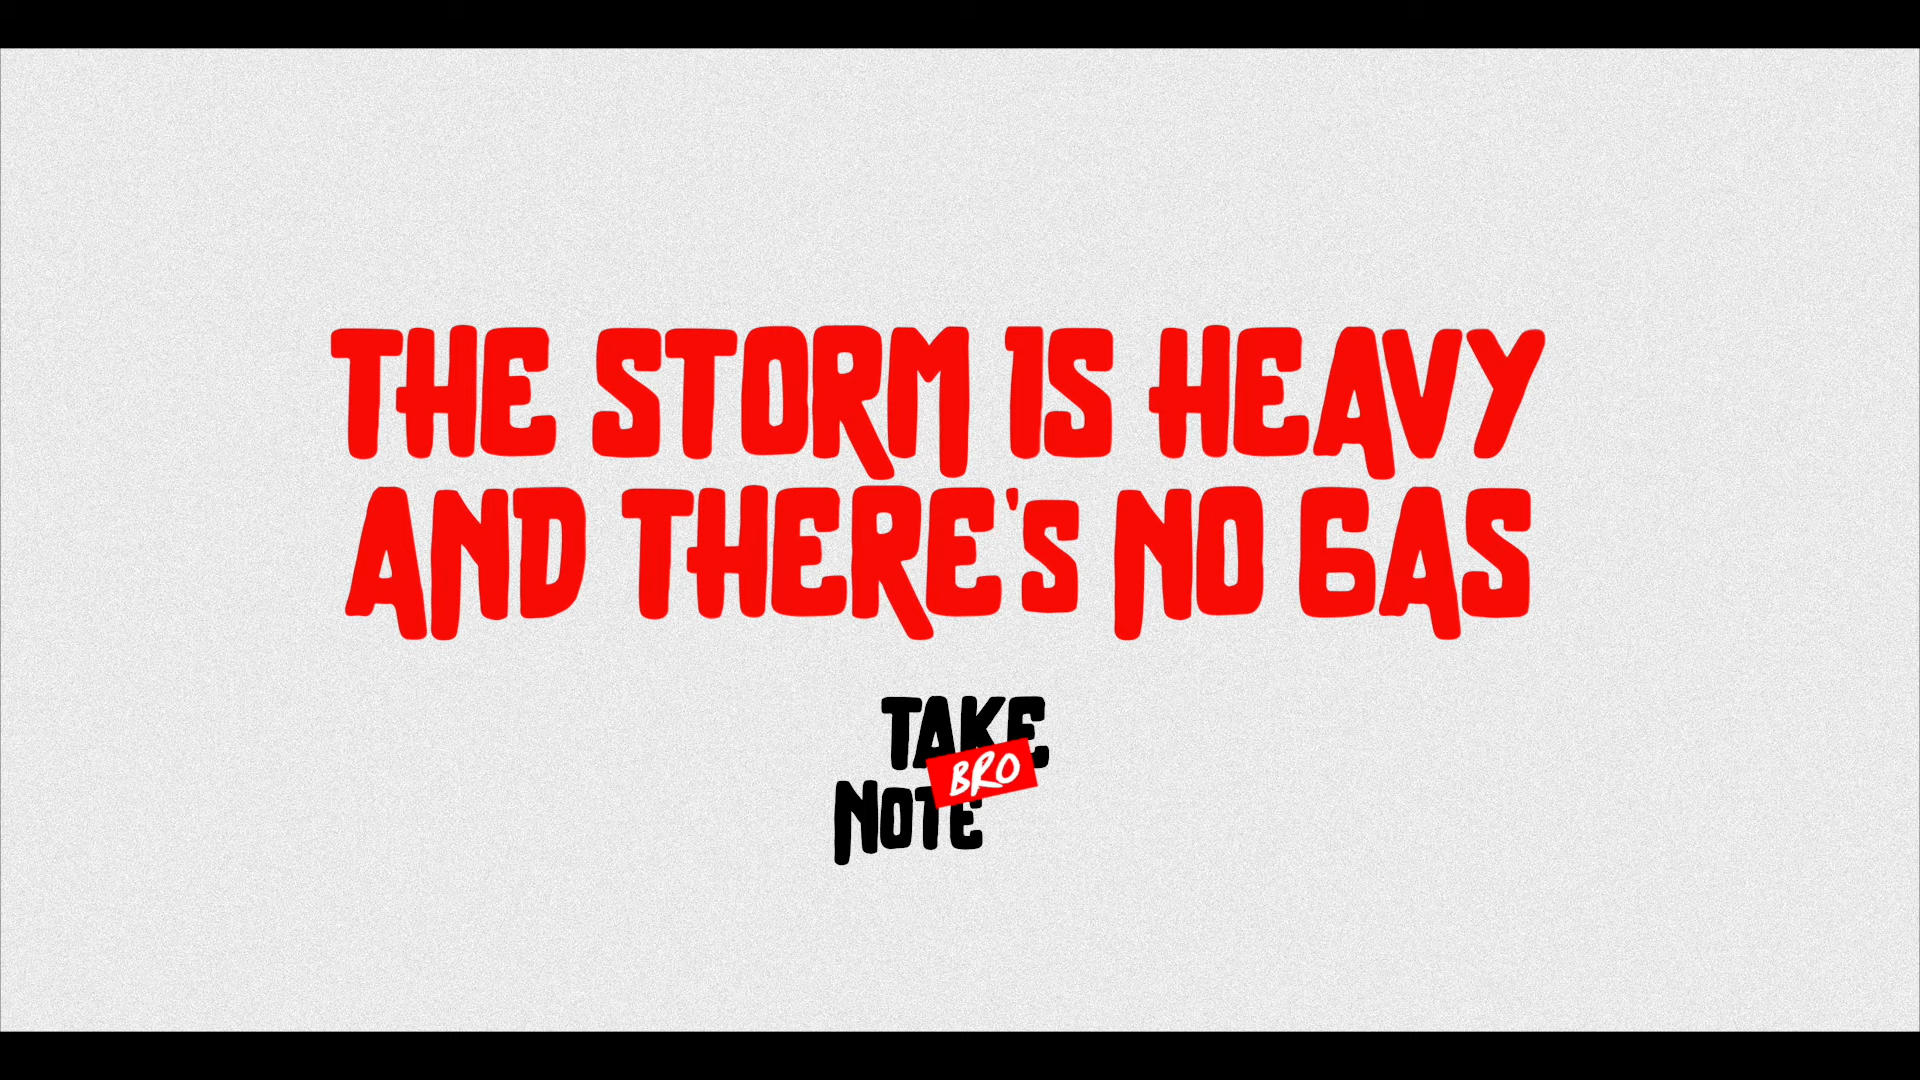 THE STORM IS HEAVY
AND THERE'S NO GAS
TAKE
BRO
NOTE